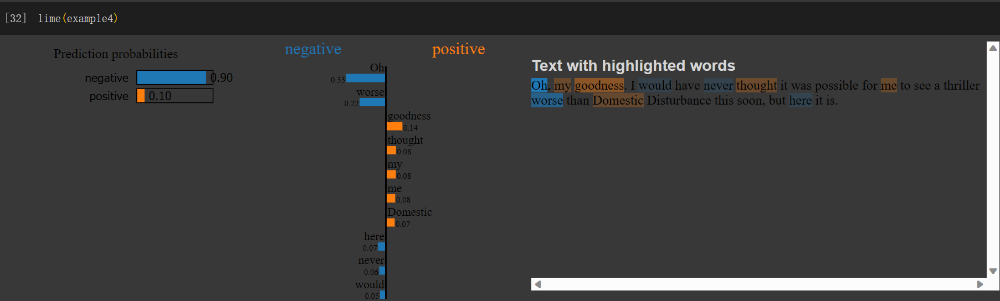 [32] lime(example4)
Prediction probabilities
negative 0.90
positive 0.10
negative positive
Oh
0.33
worse
0.22
goodness
0.14
thought
0.08
my
0.08
me
0.08
Domestic
0.07
here
0.07
never
0.06
would
0.05
Text with highlighted words
Oh, my goodness. I would have never thought it was possible for me to see a thriller
worse than Domestic Disturbance this soon, but here it is.